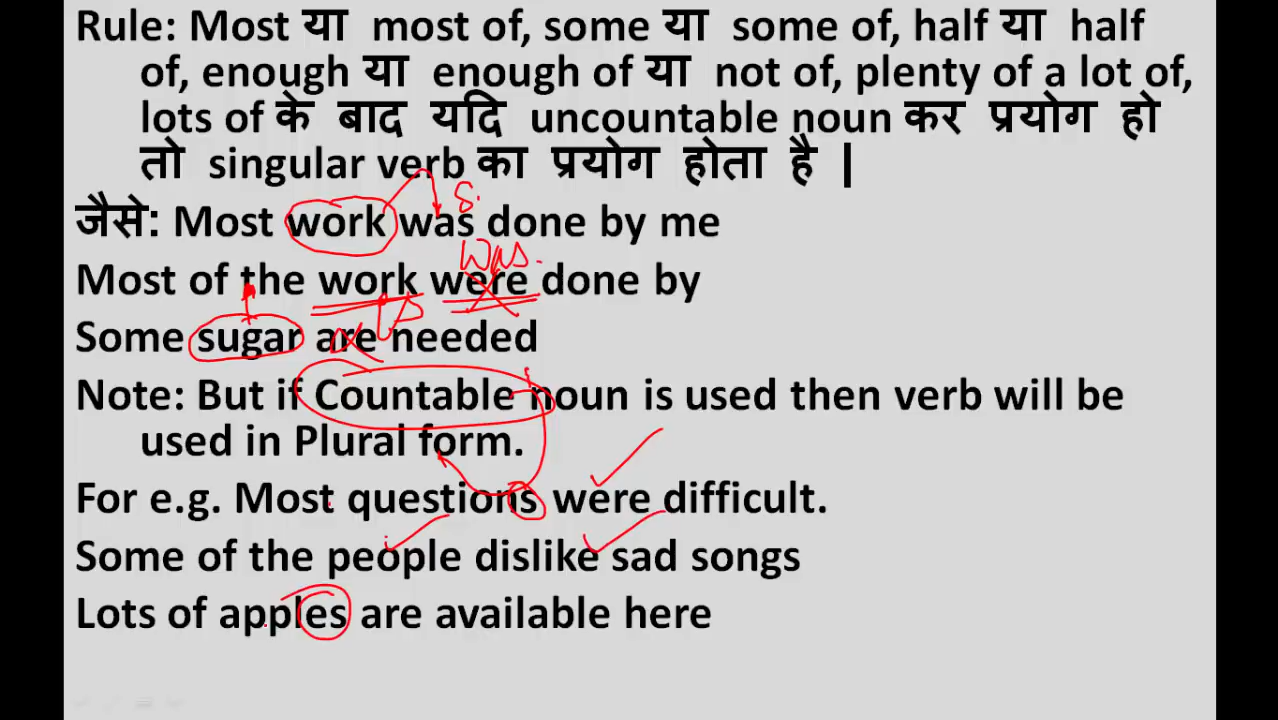 Rule: Most या most of, some या some of, half या half
of, enough या enough of या not of, plenty of a lot of,
lots of के बाद यदि uncountable noun कर प्रयोग हो
तो singular verb का प्रयोग होता है |
S.
जैसे: Most work was done by me
was.
Most of the work were done by
Some sugar are needed
Note: But if Countable noun is used then verb will be
used in Plural form.
For e.g. Most questions were difficult.
Some of the people dislike sad songs
Lots of apples are available here